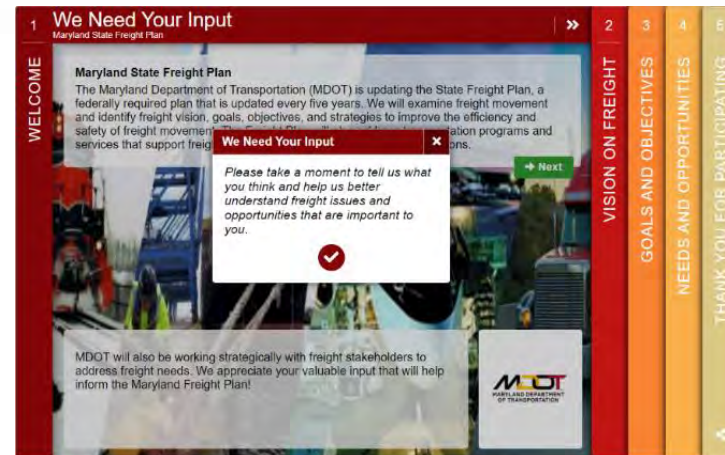 1
We Need Your Input
Maryland State Freight Plan
WELCOME
Maryland State Freight Plan
The Maryland Department of Transportation (MDOT) is updating the State Freight Plan, a
federally required plan that is updated every five years. We will examine freight movement
and identify freight vision, goals, objectives, and strategies to improve the efficiency and
safety of freight movement. programs and
services that support
Next
We Need Your Input
Please take a moment to tell us what
you think and help us better
understand freight issues and
opportunities that are important to
you.
MDOT will also be working strategically with freight stakeholders to
address freight needs. We appreciate your valuable input that will help
inform the Maryland Freight Plan!
MDOT
MARYLAND DEPARTMENT
OF TRANSPORTATION
2
VISION ON FREIGHT
3
GOALS AND OBJECTIVES
4
NEEDS AND OPPORTUNITIES
5
THANK YOU FOR PARTICIPATING